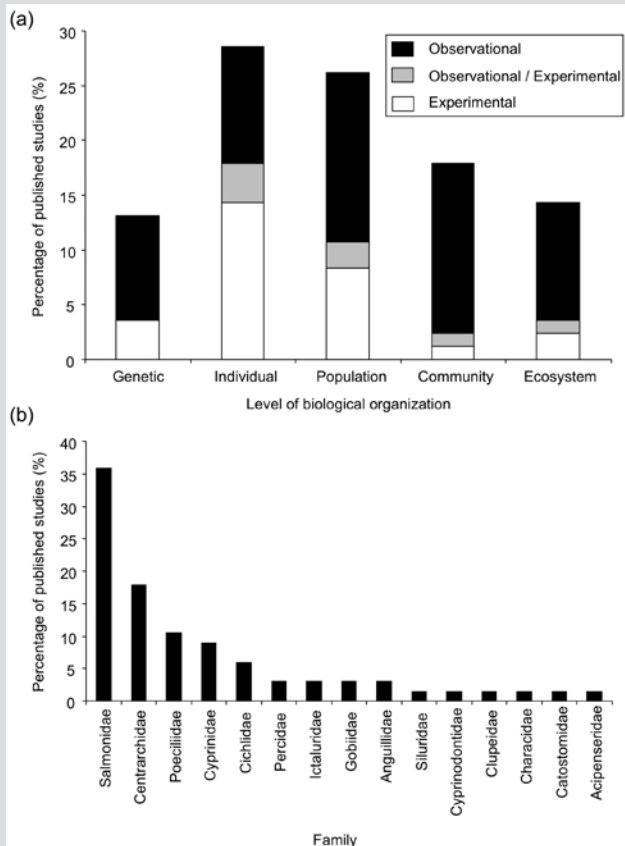 (a)
Percentage of published studies (%)
30
25
20
15
10
5
0
Observational
Observational / Experimental
Experimental
Genetic
Individual
Population
Community
Ecosystem
Level of biological organization
(b)
Percentage of published studies (%)
40
35
30
25
20
15
10
5
0
Salmonidae
Centrarchidae
Poeciliidae
Cyprinidae
Cichlidae
Percidae
Ictaluridae
Gobiidae
Anguillidae
Siluridae
Cyprinodontidae
Clupeidae
Characidae
Catostomidae
Acipenseridae
Family